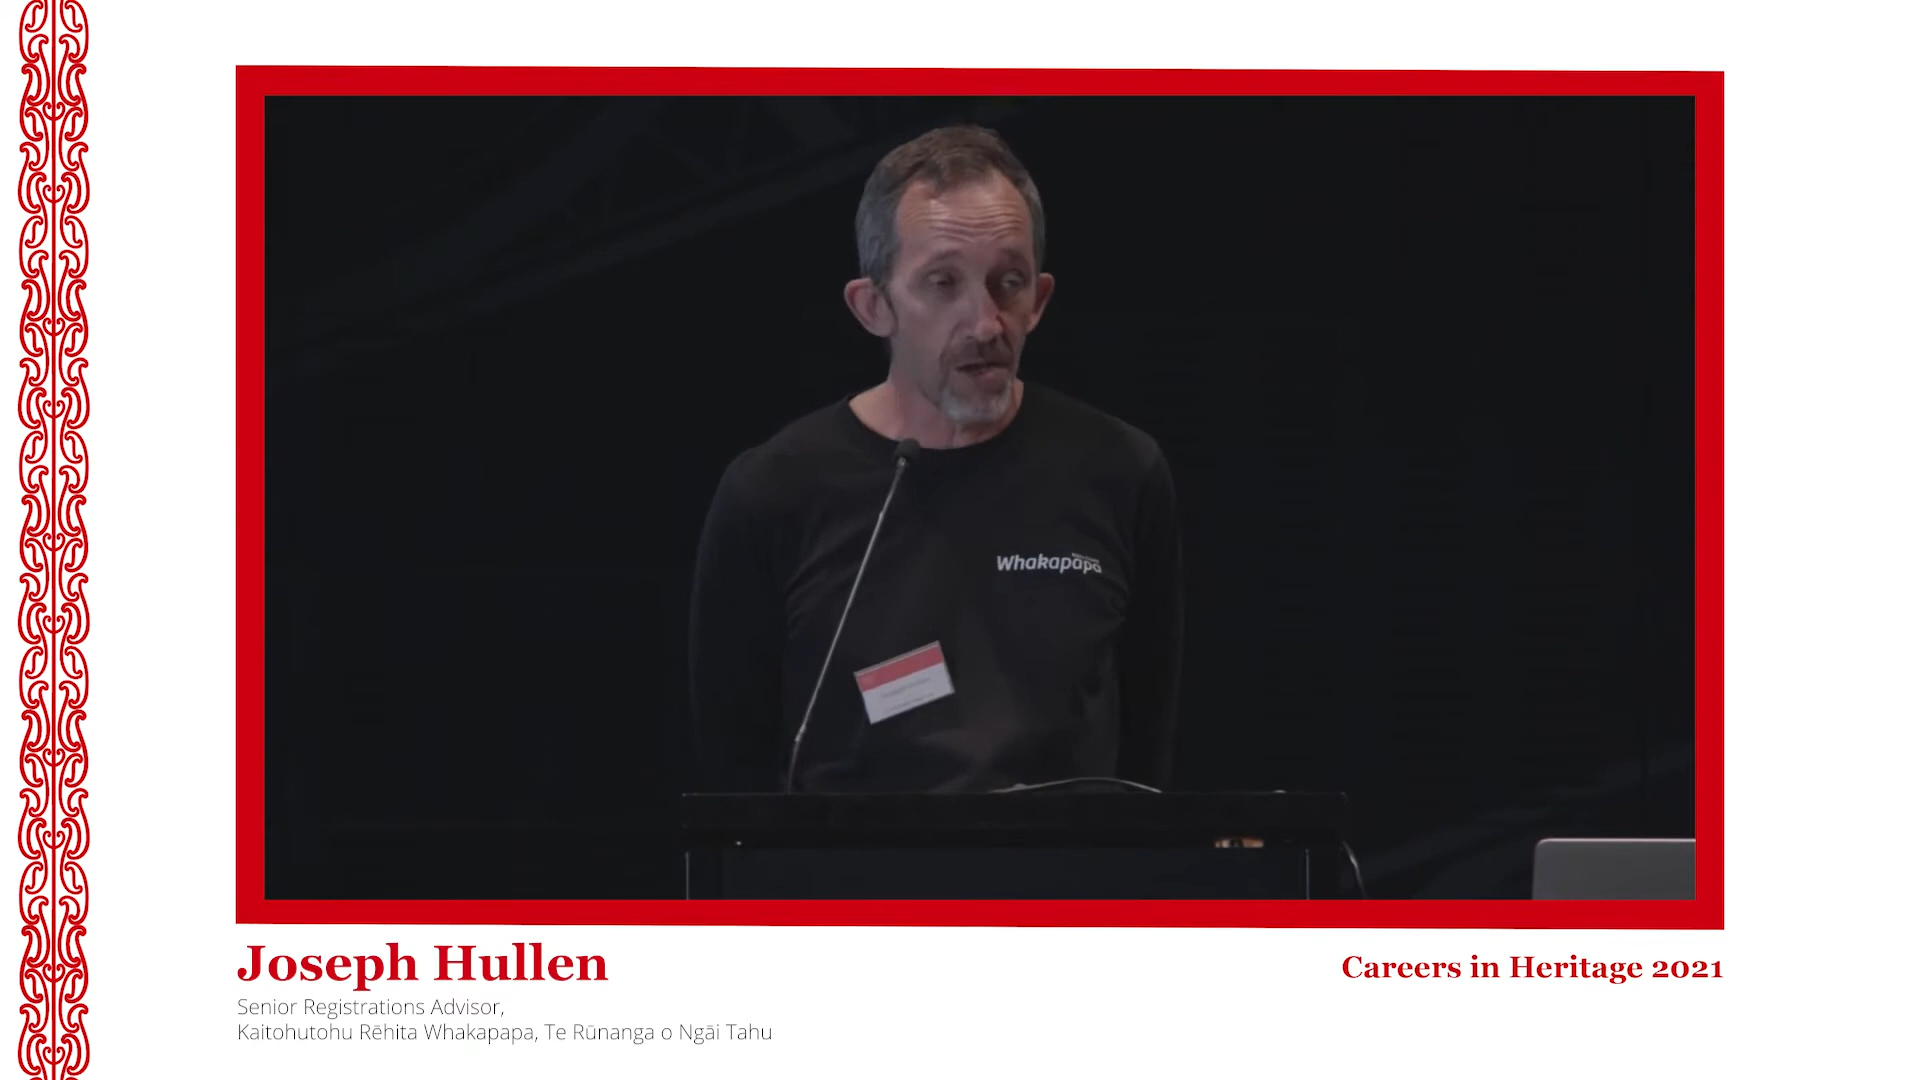 Whakapapa
Joseph Hullen
Careers in Heritage 2021
Senior Registrations Advisor,
Kaitohutohu Rēhita Whakapapa, Te Rūnanga o Ngāi Tahu